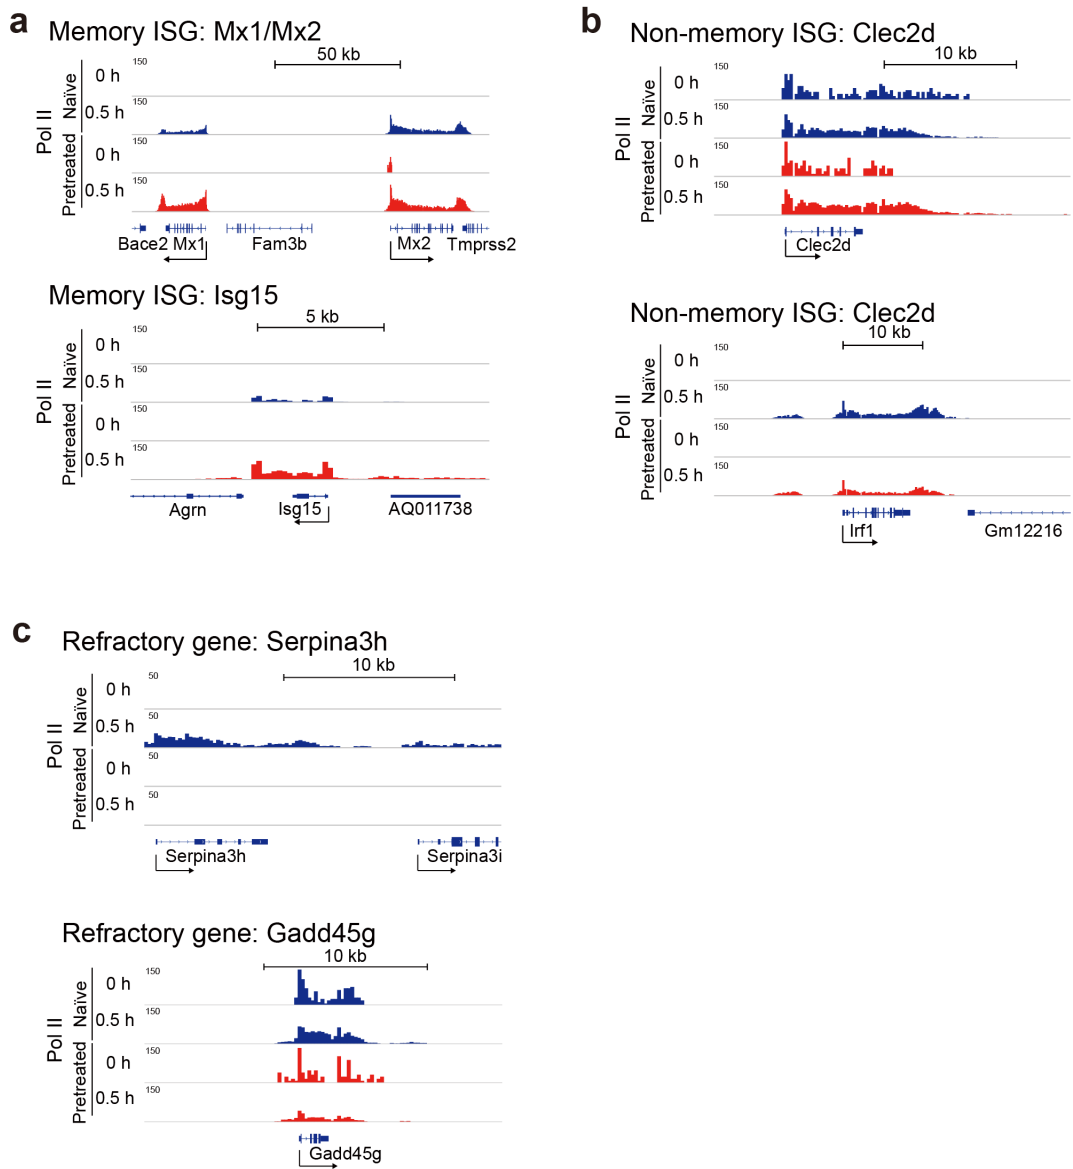 a
Memory ISG: Mx1/Mx2
50 kb
Pol II
Naïve
Pretreated
0 h
150
0.5 h
150
0 h
150
0.5 h
150
Bace2 Mx1 Fam3b Mx2 Tmprss2
Memory ISG: Isg15
5 kb
Pol II
Naïve
Pretreated
0 h
150
0.5 h
150
0 h
150
0.5 h
150
Agrn Isg15 AQ011738
b
Non-memory ISG: Clec2d
10 kb
Pol II
Naïve
Pretreated
0 h
150
0.5 h
150
0 h
150
0.5 h
150
Clec2d
Non-memory ISG: Clec2d
10 kb
Pol II
Naïve
Pretreated
0 h
150
0.5 h
150
0 h
150
0.5 h
150
Irf1 Gm12216
c
Refractory gene: Serpina3h
10 kb
Pol II
Naïve
Pretreated
0 h
50
0.5 h
50
0 h
50
0.5 h
50
Serpina3h Serpina3i
Refractory gene: Gadd45g
10 kb
Pol II
Naïve
Pretreated
0 h
150
0.5 h
150
0 h
150
0.5 h
150
Gadd45g